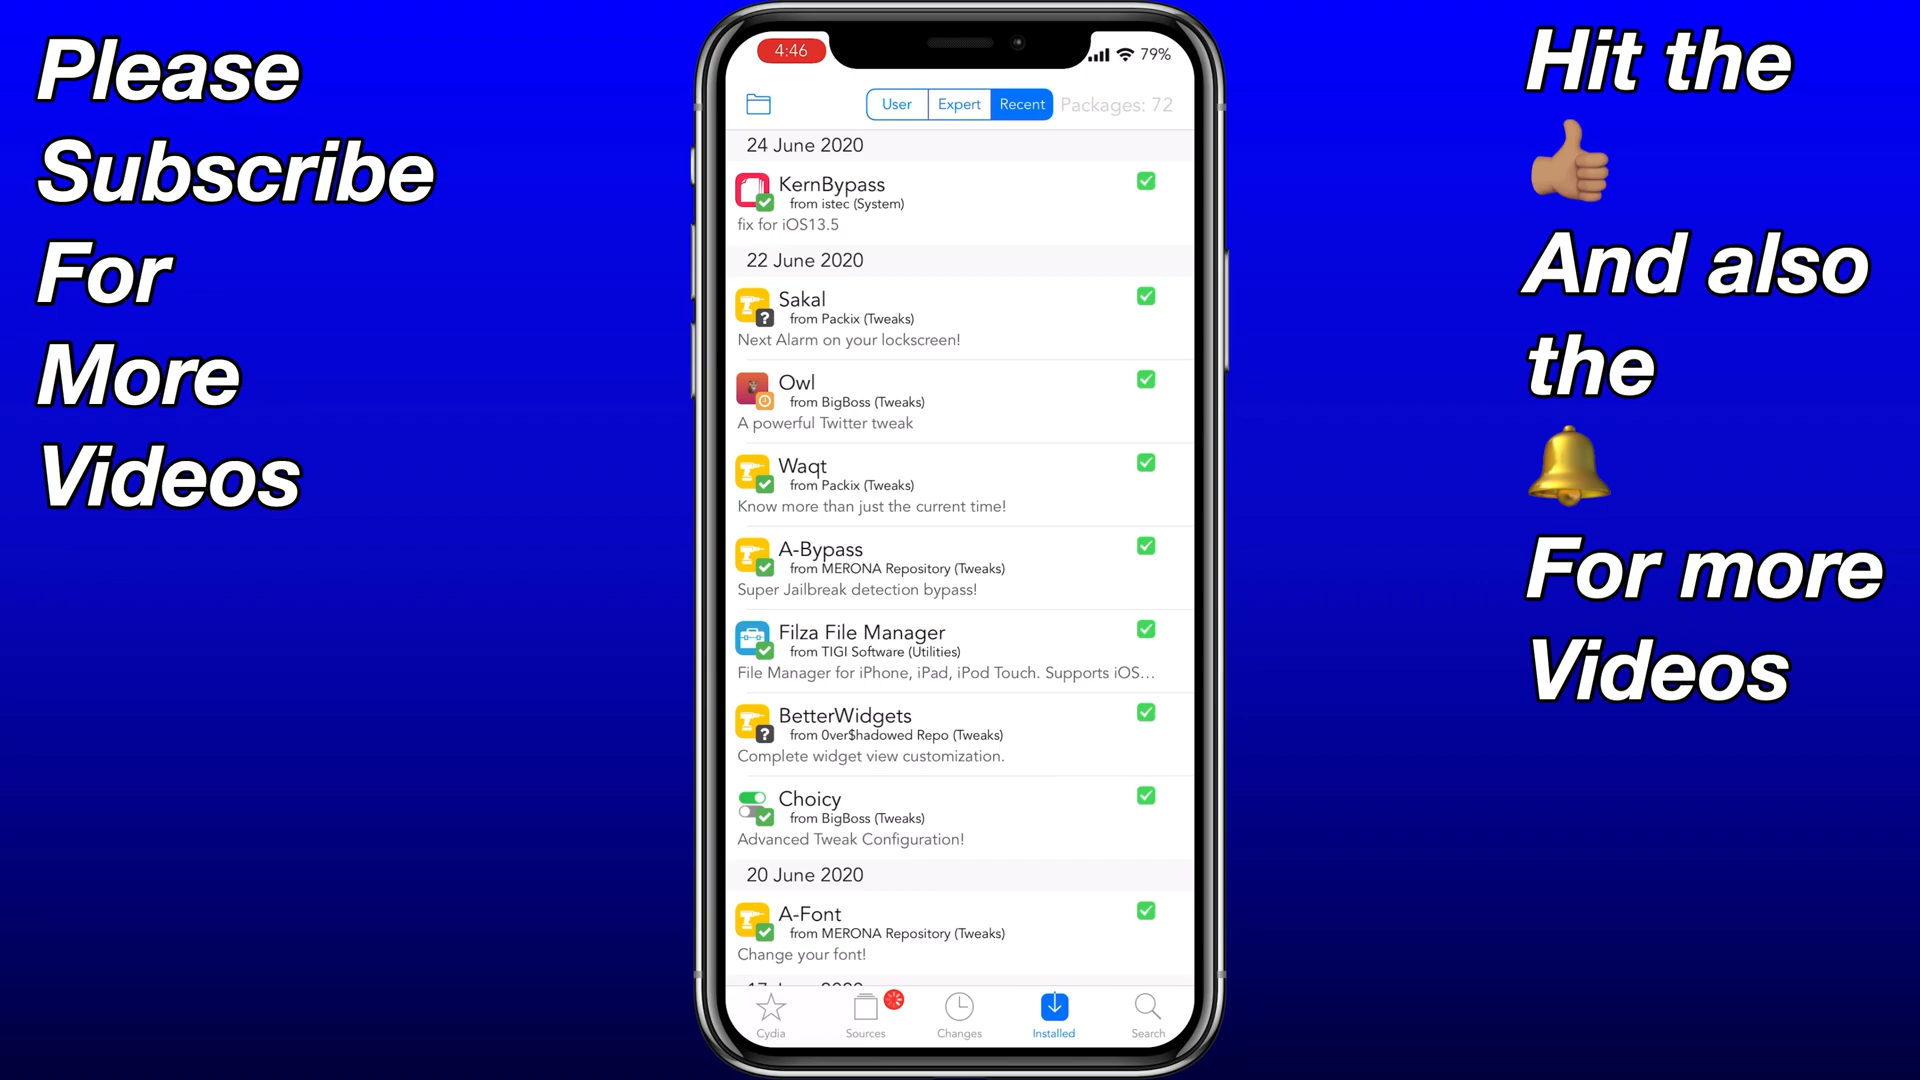 Please
Subscribe
For
More
Videos
4:46
79%
User
Expert
Recent
Packages: 72
24 June 2020
KernBypass
from istec (System)
fix for iOS13.5
22 June 2020
Sakal
from Packix (Tweaks)
Next Alarm on your lockscreen!
Owl
from BigBoss (Tweaks)
A powerful Twitter tweak
Waqt
from Packix (Tweaks)
Know more than just the current time!
A-Bypass
from MERONA Repository (Tweaks)
Super Jailbreak detection bypass!
Filza File Manager
from TIGI Software (Utilities)
File Manager for iPhone, iPad, iPod Touch. Supports iOS...
BetterWidgets
from 0ver$hadowed Repo (Tweaks)
Complete widget view customization.
Choicy
from BigBoss (Tweaks)
Advanced Tweak Configuration!
20 June 2020
A-Font
from MERONA Repository (Tweaks)
Change your font!
Cydia
Sources
Changes
Installed
Search
Hit the
And also
the
For more
Videos